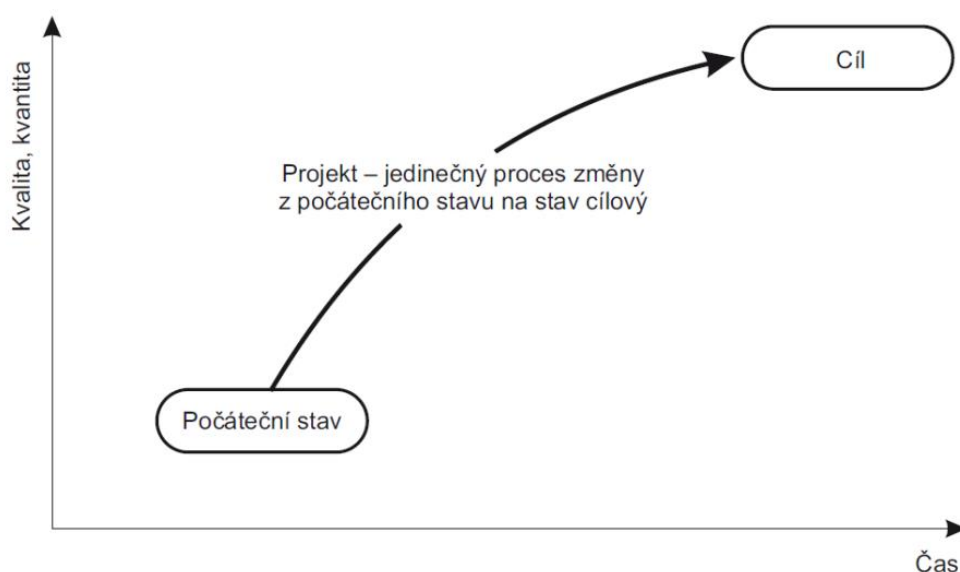 Kvalita, kvantita
Cíl
Projekt – jedinečný proces změny
z počátečního stavu na stav cílový
Počáteční stav
Čas